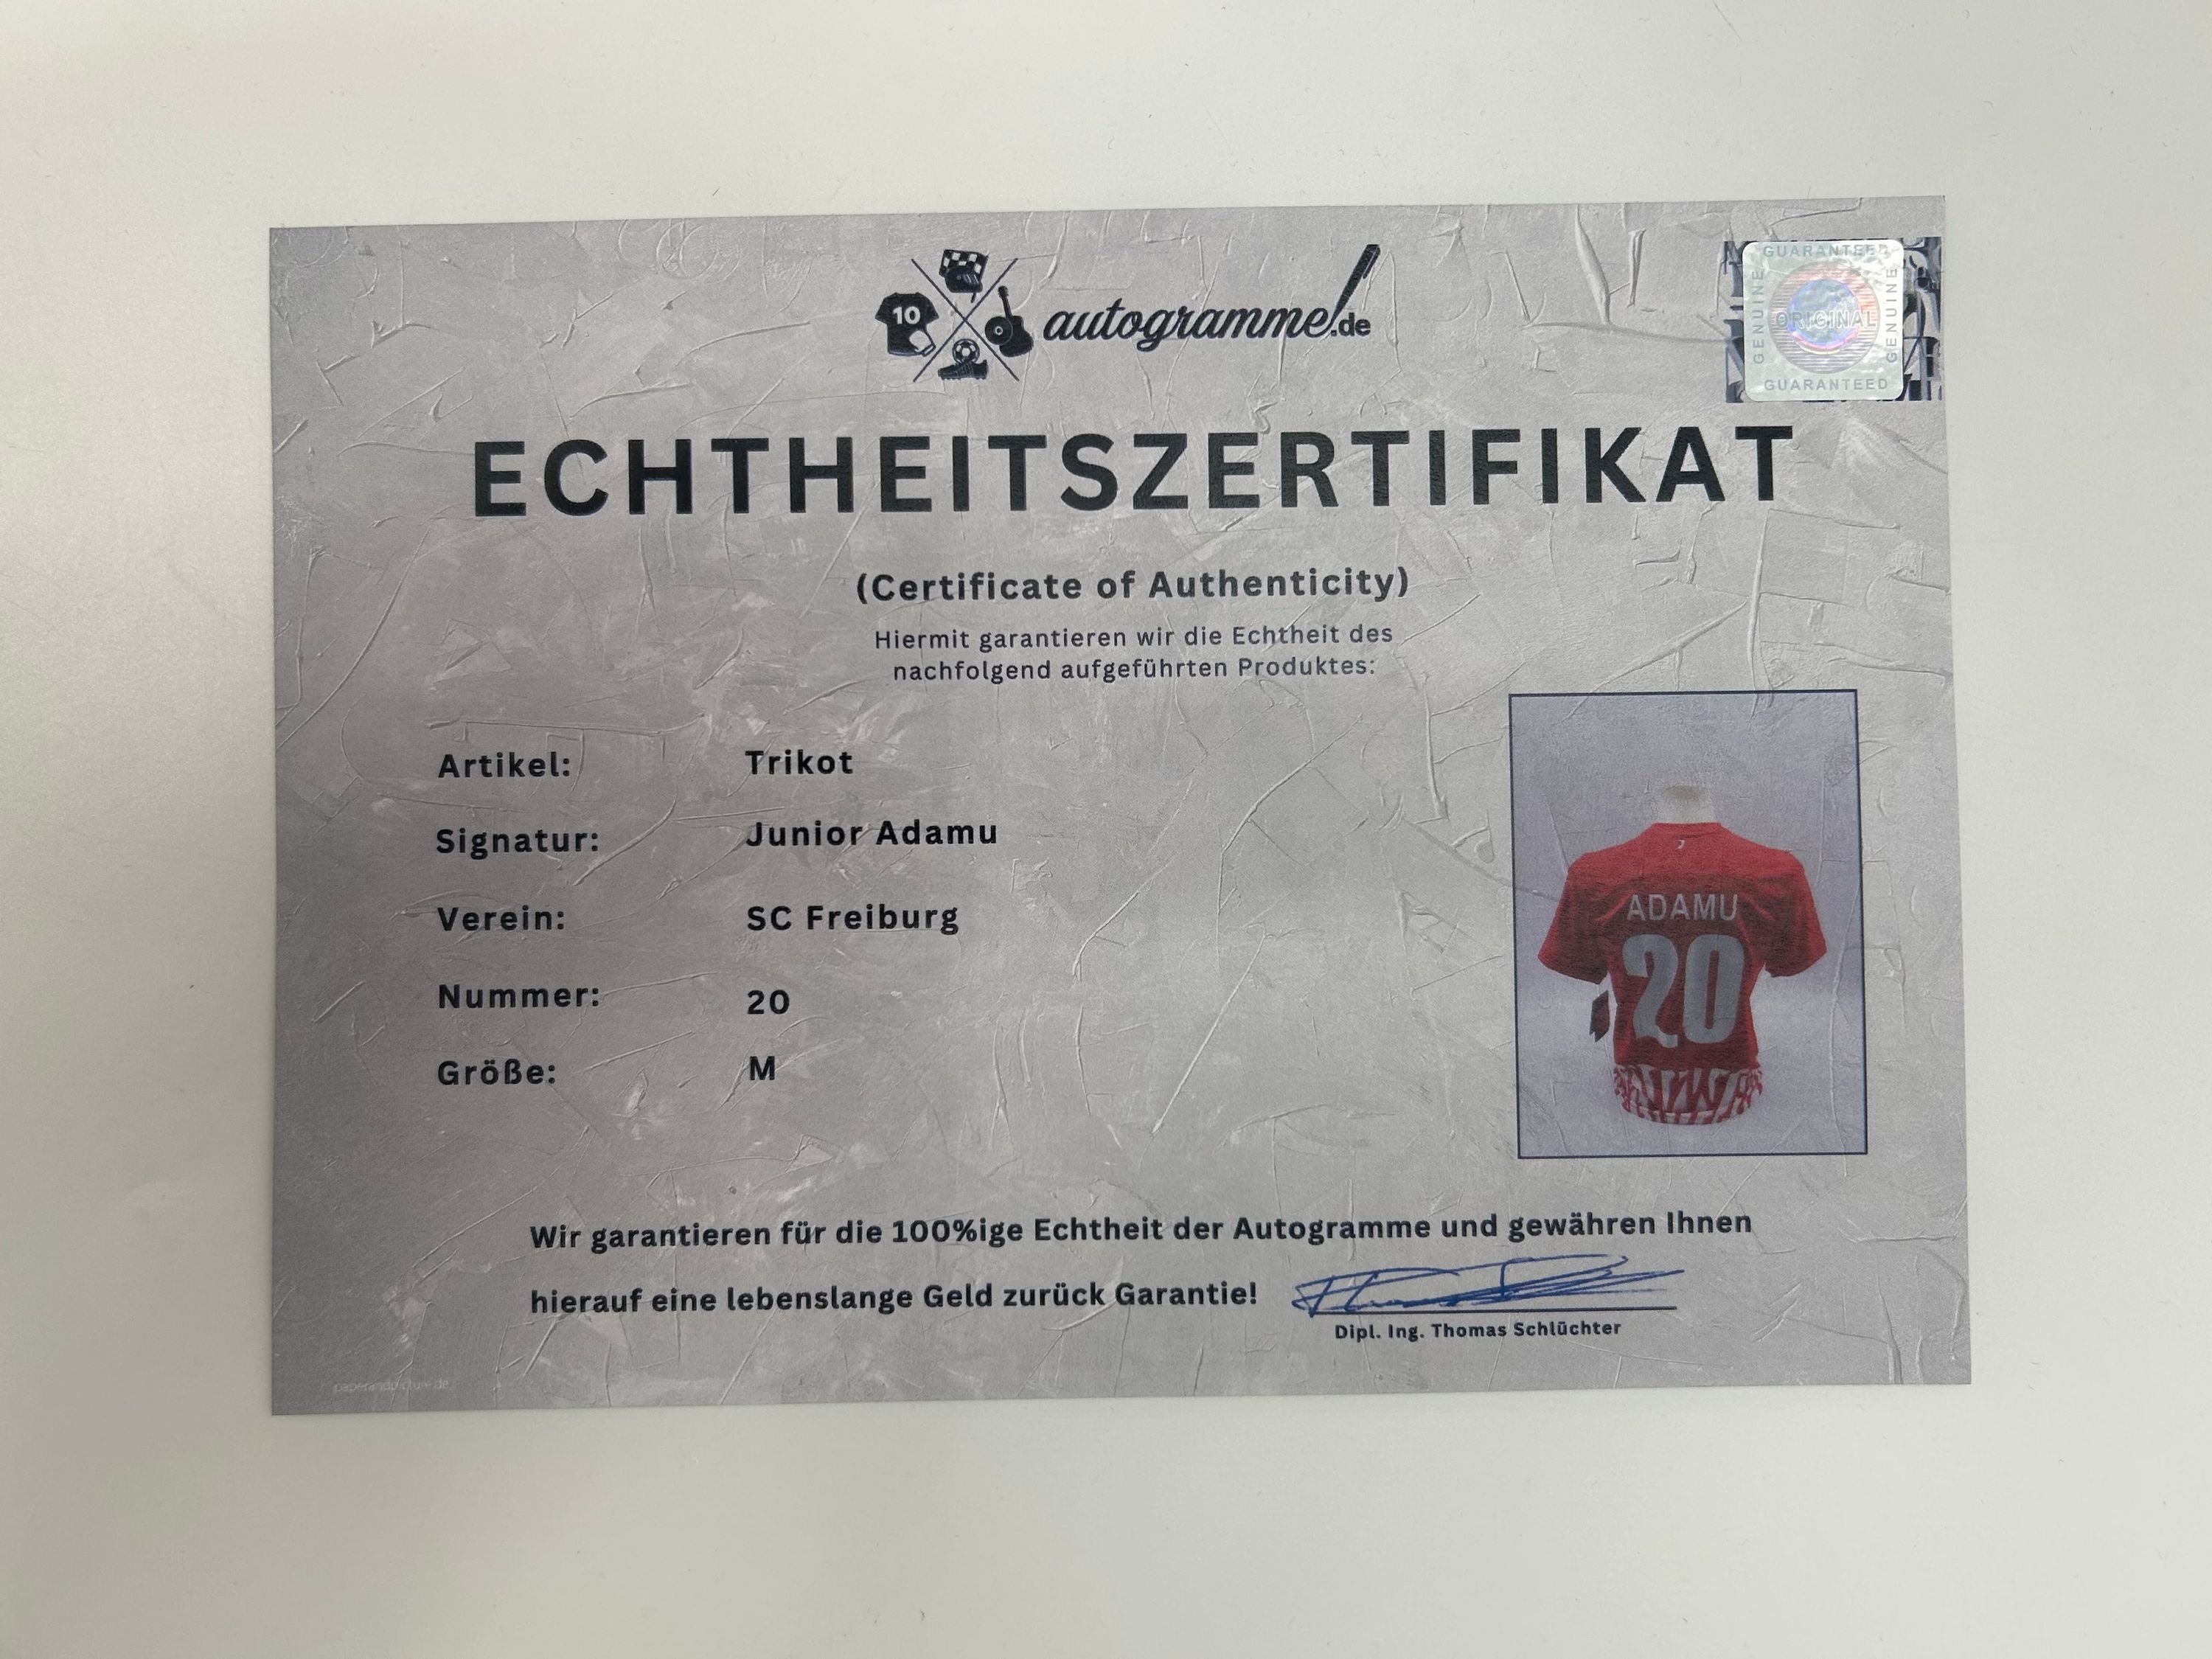 10
autogramme.de
GUARANTEED
GENUINE
ORIGINAL
GENUINE
GUARANTEED
ECHTHEITSZERTIFIKAT
(Certificate of Authenticity)
Hiermit garantieren wir die Echtheit des
nachfolgend aufgeführten Produktes:
Artikel: Trikot
Signatur: Junior Adamu
Verein: SC Freiburg
Nummer: 20
Größe: M
ADAMU
20
Wir garantieren für die 100%ige Echtheit der Autogramme und gewähren Ihnen
hierauf eine lebenslange Geld zurück Garantie!
Dipl. Ing. Thomas Schlüchter
paperandpicture.de